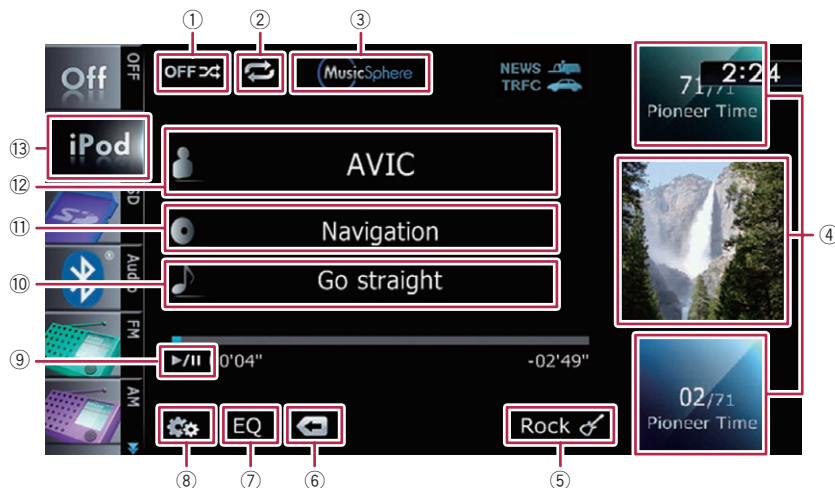 ① ② ③
Off OFF
OFF
MusicSphere
NEWS
TRFC
71/71
2:24
Pioneer Time
⑬ iPod
⑫ AVIC
SD
⑪ Navigation
④
Audio
⑩ Go straight
FM
⑨ ►/II 0'04" -02'49"
AM
EQ
Rock
02/71
Pioneer Time
⑧ ⑦ ⑥ ⑤